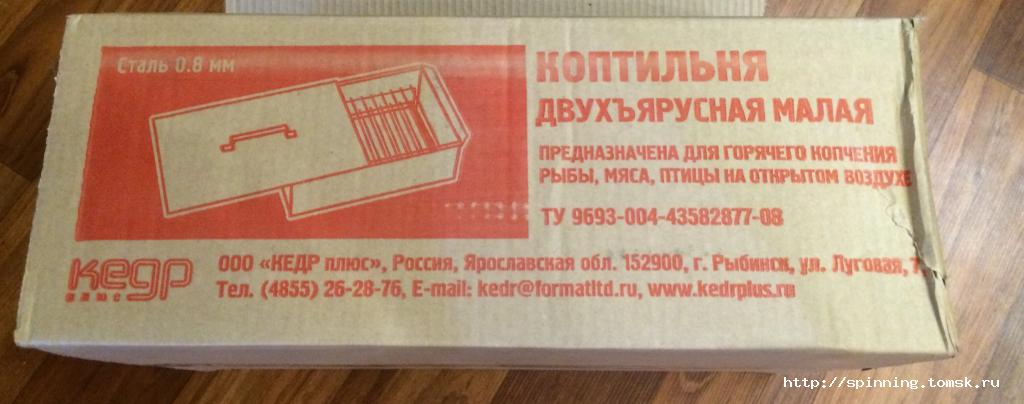 Сталь 0.8 мм
КОПТИЛЬНЯ
ДВУХЪЯРУСНАЯ МАЛАЯ
ПРЕДНАЗНАЧЕНА ДЛЯ ГОРЯЧЕГО КОПЧЕНИЯ
РЫБЫ, МЯСА, ПТИЦЫ НА ОТКРЫТОМ ВОЗДУХЕ
ТУ 9693-004-43582877-08
кедр
плюс
ООО «КЕДР плюс», Россия, Ярославская обл. 152900, г. Рыбинск, ул. Луговая, 7,
Тел. (4855) 26-28-76, E-mail: kedr@formatltd.ru, www.kedrplus.ru
http://spinning.tomsk.ru